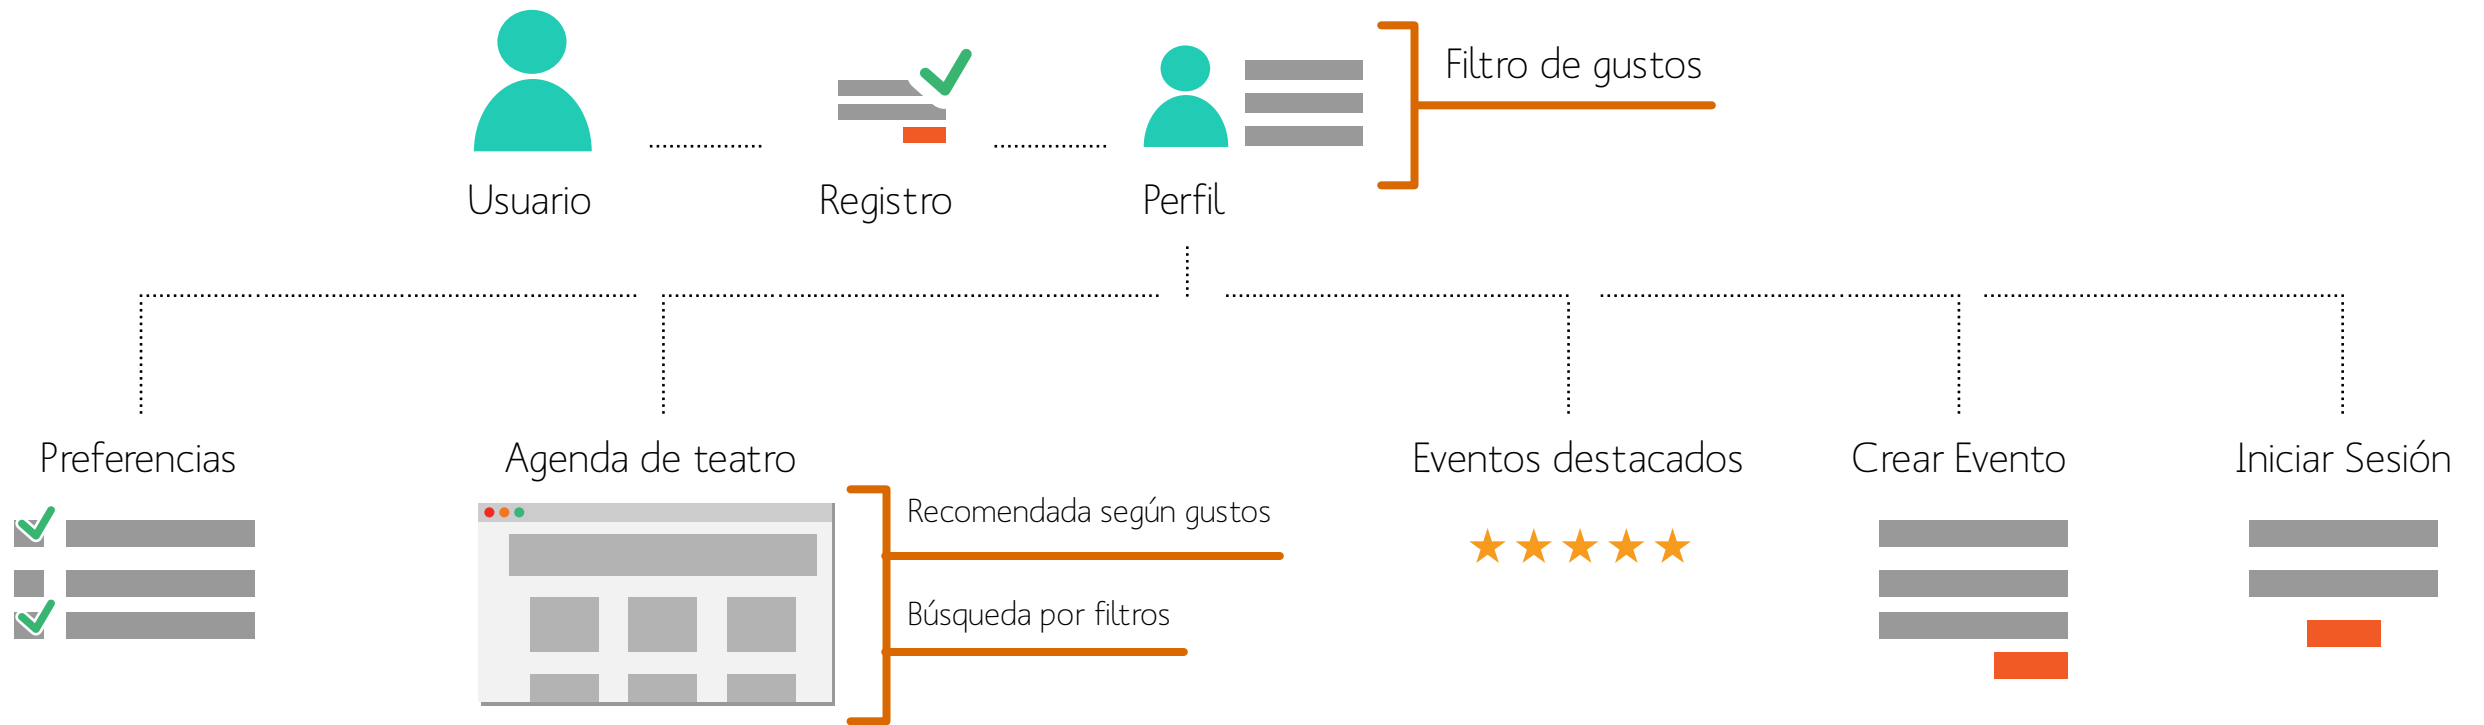 Filtro de gustos
Usuario
Registro
Perfil
Preferencias
Agenda de teatro
Eventos destacados
Crear Evento
Iniciar Sesión
Recomendada según gustos
Búsqueda por filtros